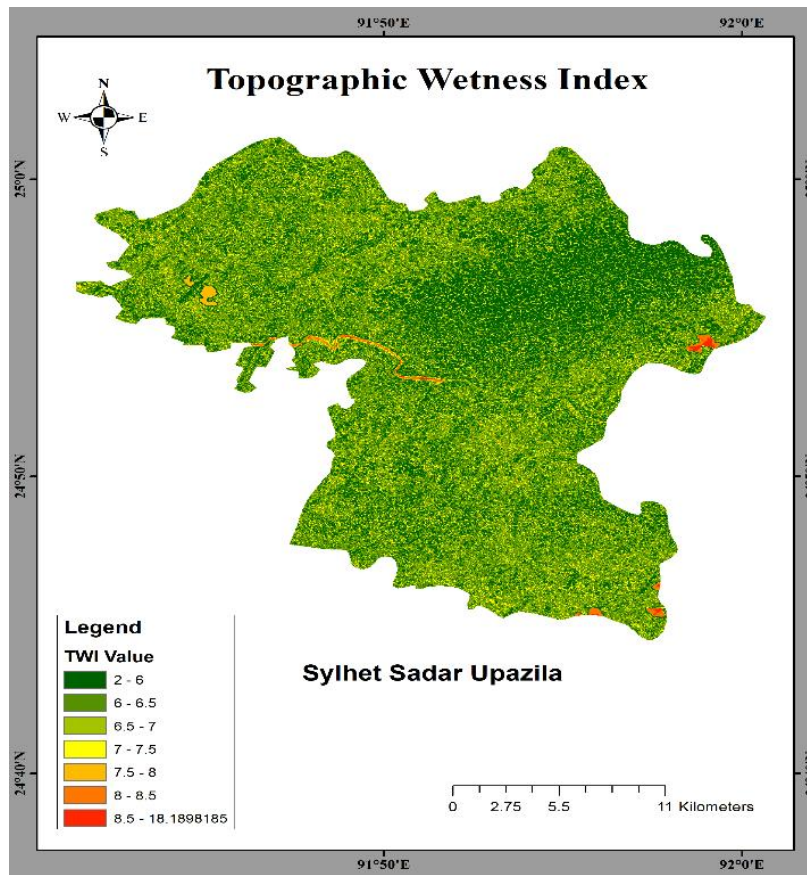 91°50'E 92°0'E
Topographic Wetness Index
N
W E
S
25°0'N
24°50'N
Legend
TWI Value
2 - 6
6 - 6.5
6.5 - 7
7 - 7.5
7.5 - 8
8 - 8.5
8.5 - 18.1898185
Sylhet Sadar Upazila
24°40'N
0 2.75 5.5 11 Kilometers
91°50'E 92°0'E